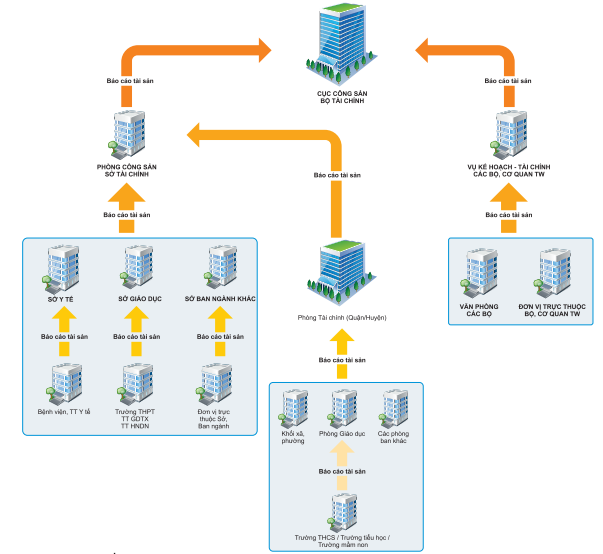 CỤC CÔNG SẢN
BỘ TÀI CHÍNH
Báo cáo tài sản
Báo cáo tài sản
PHÒNG CÔNG SẢN
SỞ TÀI CHÍNH
Báo cáo tài sản
VỤ KẾ HOẠCH - TÀI CHÍNH
CÁC BỘ, CƠ QUAN TW
Báo cáo tài sản
Báo cáo tài sản
SỞ Y TẾ
SỞ GIÁO DỤC
SỞ BAN NGÀNH KHÁC
Báo cáo tài sản
Báo cáo tài sản
Báo cáo tài sản
Bệnh viện, TT Y tế
Trường THPT
TT GDTX
TT HNDN
Đơn vị trực
thuộc Sở,
Ban ngành
Phòng Tài chính (Quận/Huyện)
VĂN PHÒNG
CÁC BỘ
ĐƠN VỊ TRỰC THUỘC
BỘ, CƠ QUAN TW
Báo cáo tài sản
Khối xã,
phường
Phòng Giáo dục
Các phòng
ban khác
Báo cáo tài sản
Trường THCS / Trường tiểu học /
Trường mầm non